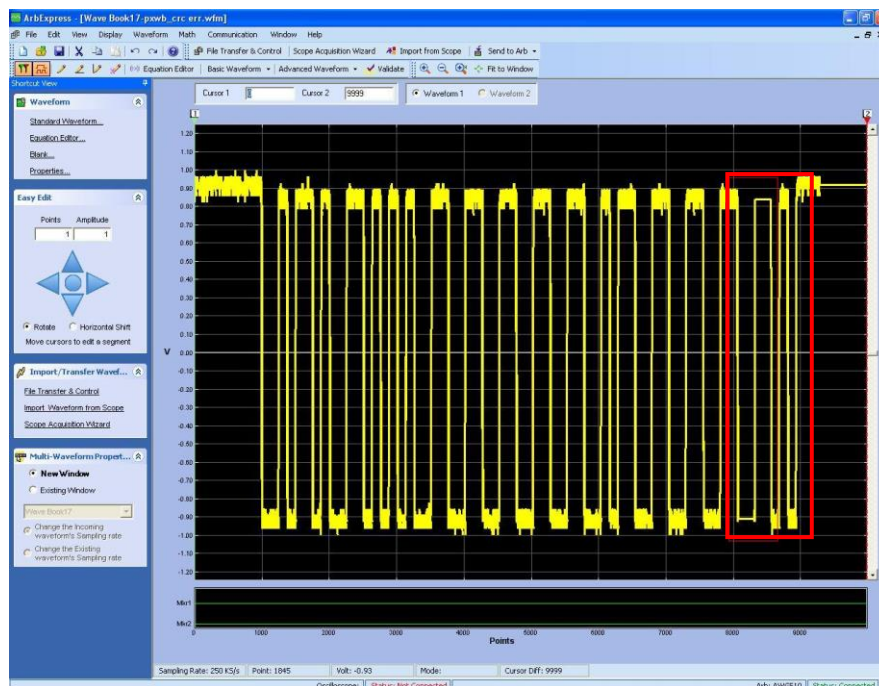 ArbExpress - [Wave Book17-pxwb_crc err.wfm]
File Edit View Display Waveform Math Communication Window Help
File Transfer & Control Scope Acquisition Wizard Import from Scope Send to Arb
Equation Editor Basic Waveform Advanced Waveform Validate Fit to Window
Shortcut View
Cursor 1 Cursor 2 9999 Waveform 1 Waveform 2
Waveform
Standard Waveform...
Equation Editor...
Blank...
Properties...
Easy Edit
Points Amplitude
1 1
Rotate Horizontal Shift
Move cursors to edit a segment
Import/Transfer Wavef...
File Transfer & Control
Import Waveform from Scope
Scope Acquisition Wizard
Multi-Waveform Propert...
New Window
Existing Window
Wave Book17
Change the Incoming
waveform's Sampling rate
Change the Existing
waveform's Sampling rate
1 2
1.20
1.10
1.00
0.90
0.80
0.70
0.60
0.50
0.40
0.30
0.20
0.10
V 0.00
-0.10
-0.20
-0.30
-0.40
-0.50
-0.60
-0.70
-0.80
-0.90
-1.00
-1.20
Mkr1
Mkr2
0 1000 2000 3000 4000 5000 6000 7000 8000 9000
Points
Sampling Rate: 250 KS/s Point: 1845 Volt: -0.93 Mode: Cursor Diff: 9999
Oscilloscope: Status: Not Connected Arb: AWG510 Status: Connected